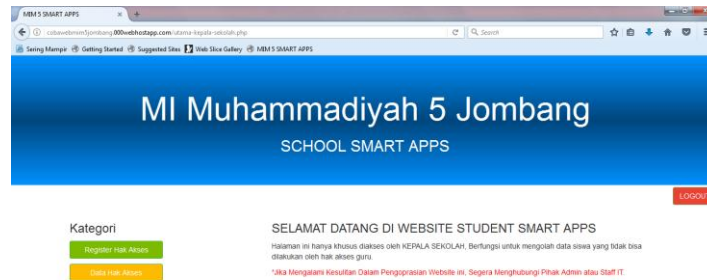 MIM 5 SMART APPS
cobawebmim5jombang.000webhostapp.com/utama-kepala-sekolah.php
Search
Sering Mampir Getting Started Suggested Sites Web Slice Gallery MIM 5 SMART APPS
MI Muhammadiyah 5 Jombang
SCHOOL SMART APPS
LOGOUT
Kategori
Register Hak Akses
Data Hak Akses
SELAMAT DATANG DI WEBSITE STUDENT SMART APPS
Halaman ini hanya khusus diakses oleh KEPALA SEKOLAH, Berfungsi untuk mengolah data siswa yang tidak bisa
dilakukan oleh hak akses guru.
*Jika Mengalami Kesulitan Dalam Pengoprasian Website ini, Segera Menghubungi Pihak Admin atau Staff IT.